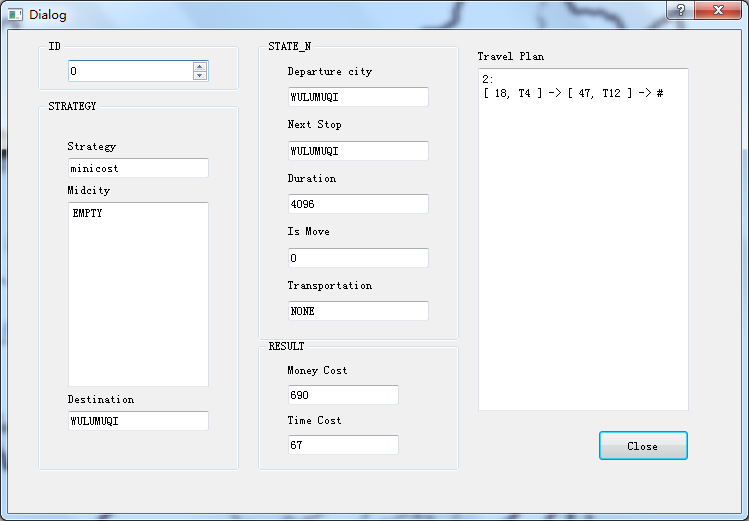 Dialog
ID
0
STRATEGY
Strategy
minicost
Midcity
EMPTY
Destination
WULUMUQI
STATE_N
Departure city
WULUMUQI
Next Stop
WULUMUQI
Duration
4096
Is Move
0
Transportation
NONE
RESULT
Money Cost
690
Time Cost
67
Travel Plan
2:
[ 18, T4 ] -> [ 47, T12 ] -> #
Close